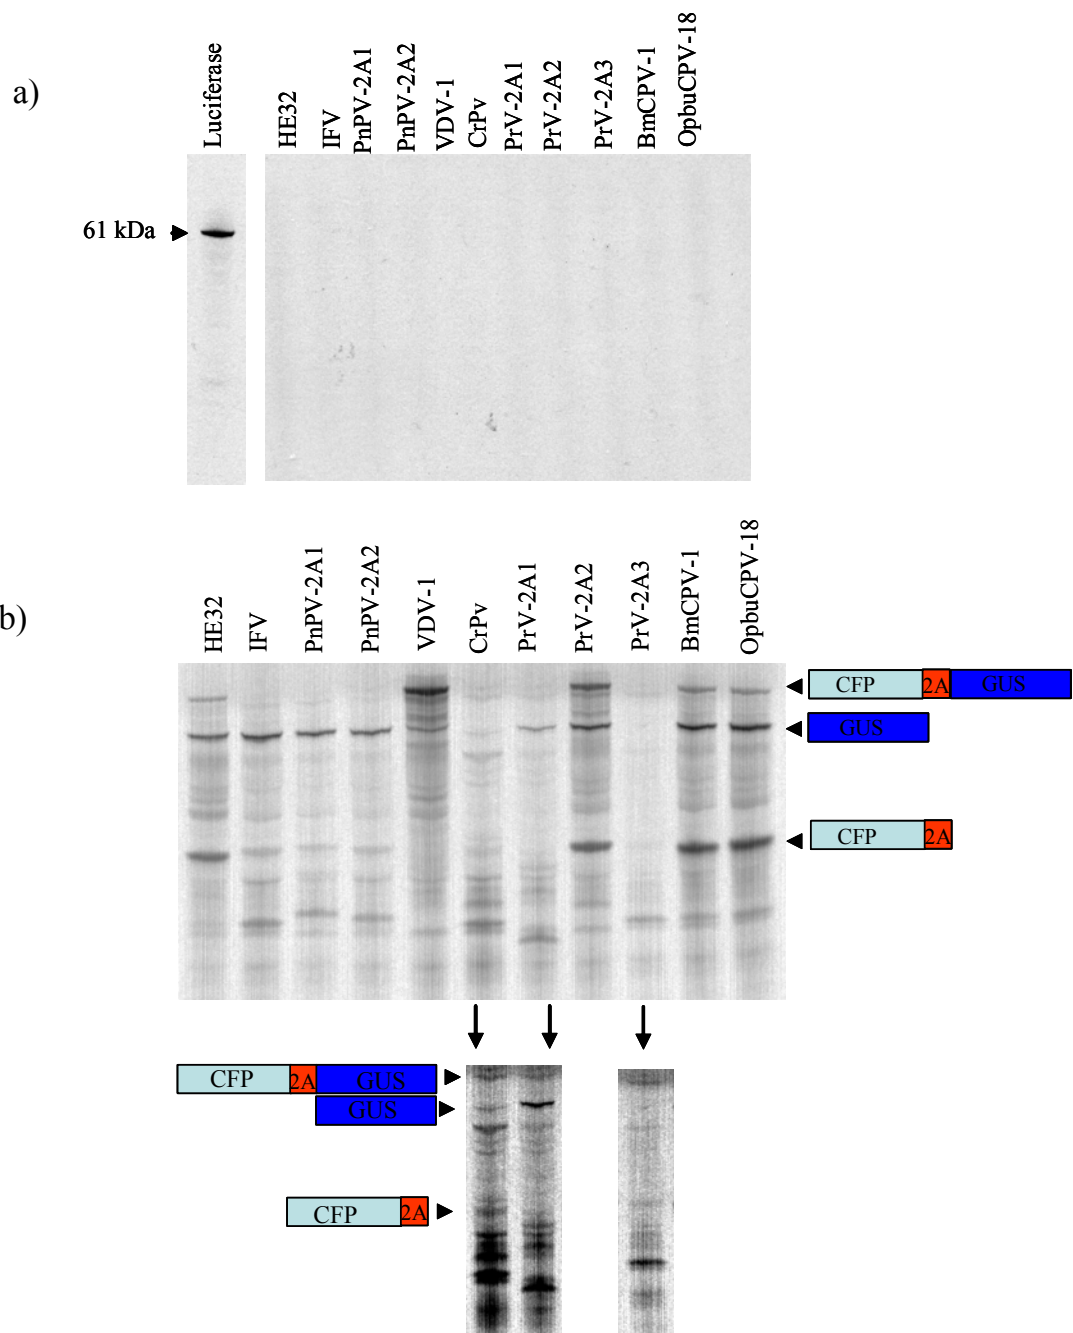 a)
Luciferase
HE32
IFV
PnPV-2A1
PnPV-2A2
VDV-1
CrPv
PrV-2A1
PrV-2A2
PrV-2A3
BmCPV-1
OpbuCPV-18
61 kDa
b)
HE32
IFV
PnPV-2A1
PnPV-2A2
VDV-1
CrPv
PrV-2A1
PrV-2A2
PrV-2A3
BmCPV-1
OpbuCPV-18
CFP 2A GUS
GUS
CFP 2A
CFP 2A GUS
GUS
CFP 2A